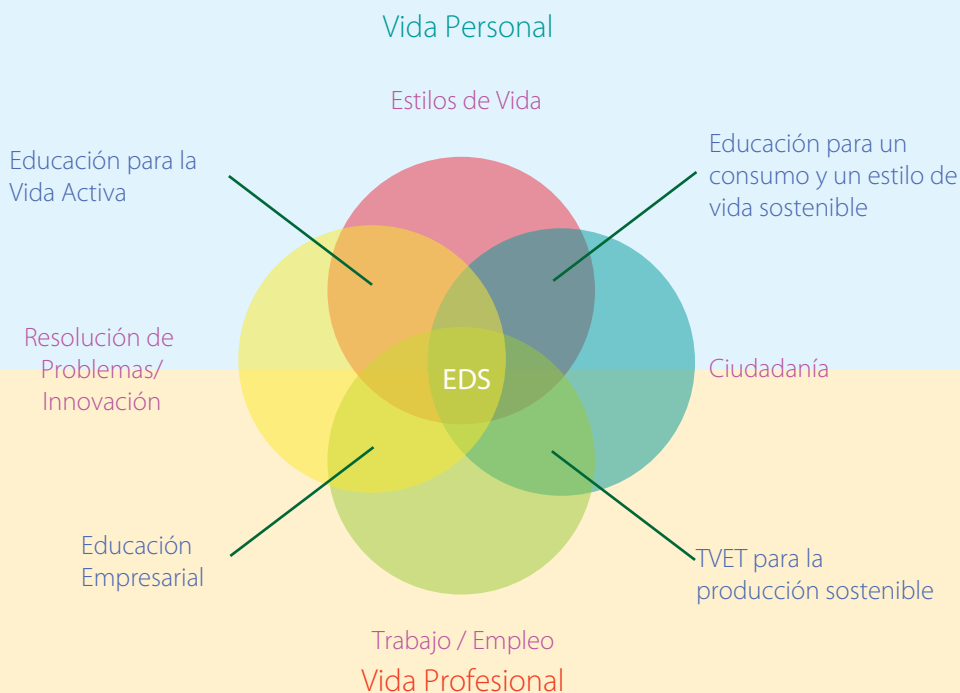 Vida Personal
Estilos de Vida
Educación para la
Vida Activa
Educación para un
consumo y un estilo de
vida sostenible
Resolución de
Problemas/
Innovación
EDS
Ciudadanía
Educación
Empresarial
TVET para la
producción sostenible
Trabajo / Empleo
Vida Profesional